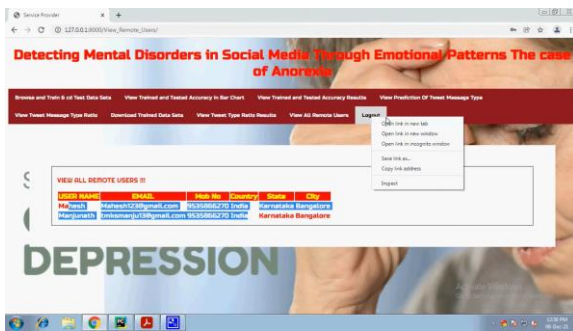 Service Provider
127.0.0.1:8000/View_Remote_Users/
Detecting Mental Disorders in Social Media Through Emotional Patterns The case
of Anorexia
Browse and Train & cd Test Data Sets View Trained and Tested Accuracy in Bar Chart View Trained and Tested Accuracy Results View Prediction Of Tweet Message Type
View Tweet Message Type Ratio Download Trained Data Sets View Tweet Type Ratio Results View All Remote Users Logout
Open link in new tab
Open link in new window
Open link in incognito window
Save link as...
Copy link address
Inspect
VIEW ALL REMOTE USERS !!!
USER NAME EMAIL Mob No Country State City
Mahesh Mahesh123@gmail.com 9535866270 India Karnataka Bangalore
Manjunath tmksmanju13@gmail.com 9535866270 India Karnataka Bangalore
DEPRESSION
Activate Windows
12:30 PM